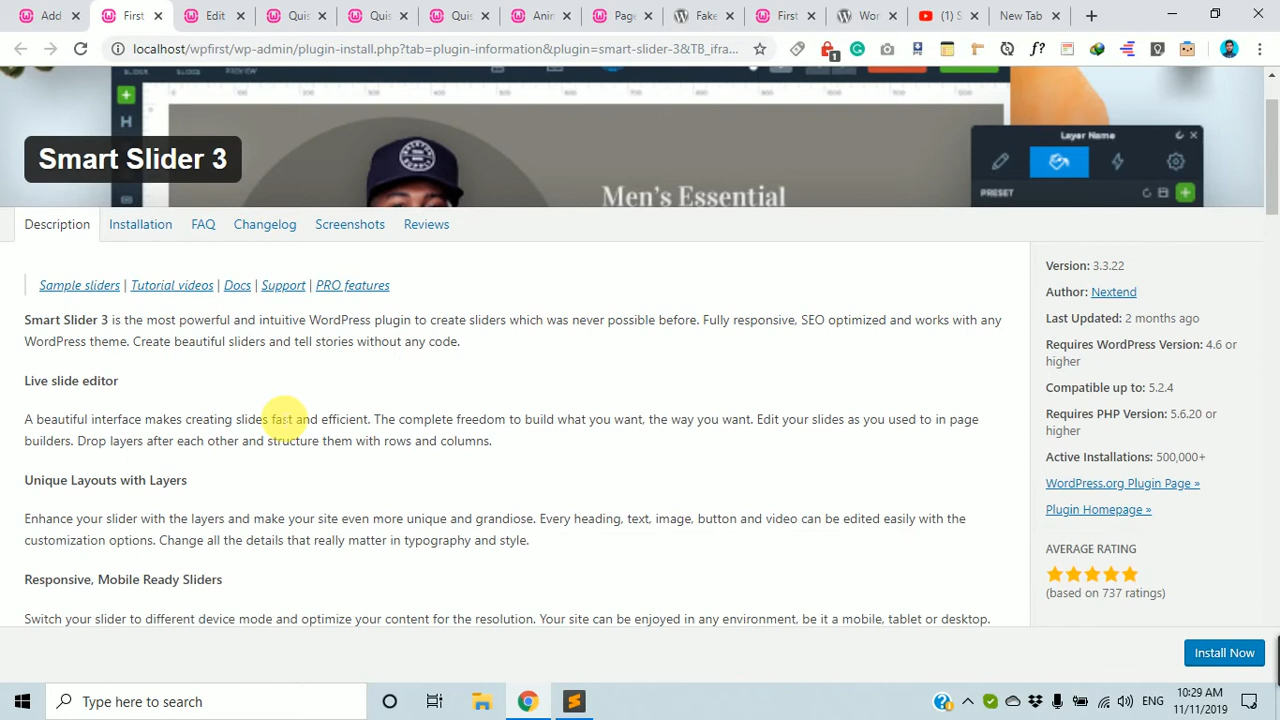 Add
First
Edit
Quis
Quis
Quis
Anir
Page
Fake
First
Wor
(1) S
New Tab
localhost/wpfirst/wp-admin/plugin-install.php?tab=plugin-information&plugin=smart-slider-3&TB_ifra...
1
f?
H
Layer Name
PRESET
Men's Essential
Smart Slider 3
Description
Installation
FAQ
Changelog
Screenshots
Reviews
Sample sliders | Tutorial videos | Docs | Support | PRO features
Smart Slider 3 is the most powerful and intuitive WordPress plugin to create sliders which was never possible before. Fully responsive, SEO optimized and works with any
WordPress theme. Create beautiful sliders and tell stories without any code.
Live slide editor
A beautiful interface makes creating slides fast and efficient. The complete freedom to build what you want, the way you want. Edit your slides as you used to in page
builders. Drop layers after each other and structure them with rows and columns.
Unique Layouts with Layers
Enhance your slider with the layers and make your site even more unique and grandiose. Every heading, text, image, button and video can be edited easily with the
customization options. Change all the details that really matter in typography and style.
Responsive, Mobile Ready Sliders
Switch your slider to different device mode and optimize your content for the resolution. Your site can be enjoyed in any environment, be it a mobile, tablet or desktop.
Version: 3.3.22
Author: Nextend
Last Updated: 2 months ago
Requires WordPress Version: 4.6 or
higher
Compatible up to: 5.2.4
Requires PHP Version: 5.6.20 or
higher
Active Installations: 500,000+
WordPress.org Plugin Page »
Plugin Homepage »
AVERAGE RATING
(based on 737 ratings)
Install Now
Type here to search
ENG
10:29 AM
11/11/2019